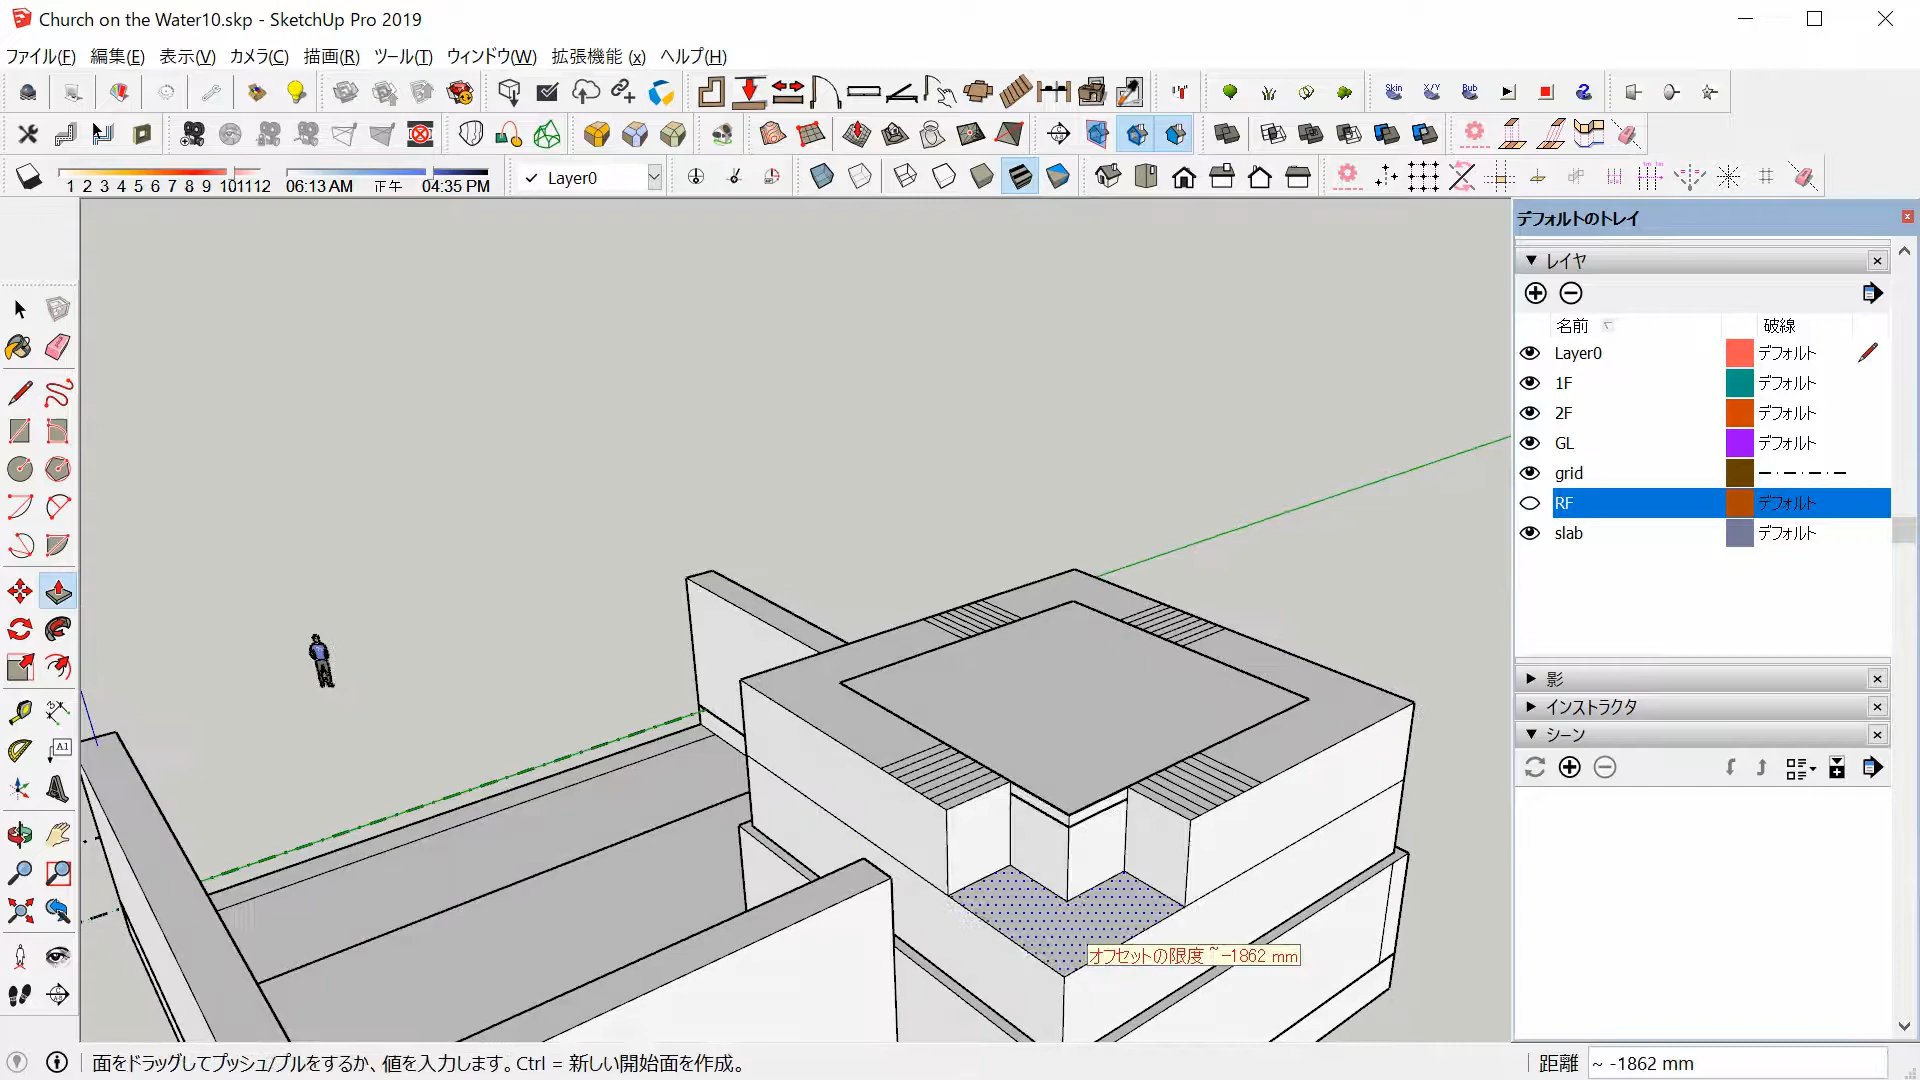 Church on the Water10.skp - SketchUp Pro 2019
ファイル(F) 編集(E) 表示(V) カメラ(C) 描画(R) ツール(T) ウィンドウ(W) 拡張機能 (x) ヘルプ(H)
Skin X/Y Bub
1 2 3 4 5 6 7 8 9 101112 06:13 AM 正午 04:35 PM Layer0
デフォルトのトレイ
レイヤ
名前 破線
Layer0 デフォルト
1F デフォルト
2F デフォルト
GL デフォルト
grid
RF デフォルト
slab デフォルト
影
インストラクタ
シーン
A1
オフセットの限度 ~ -1862 mm
面をドラッグしてプッシュ/プルをするか、値を入力します。Ctrl = 新しい開始面を作成。
距離 ~ -1862 mm